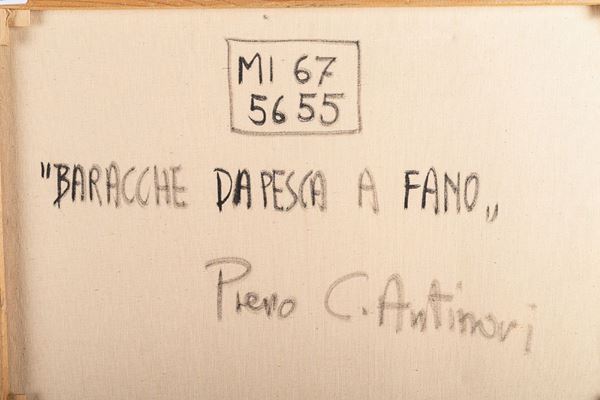 MI 67
5655
"BARACCHE DA PESCA A FANO„
Piero C. Antinori